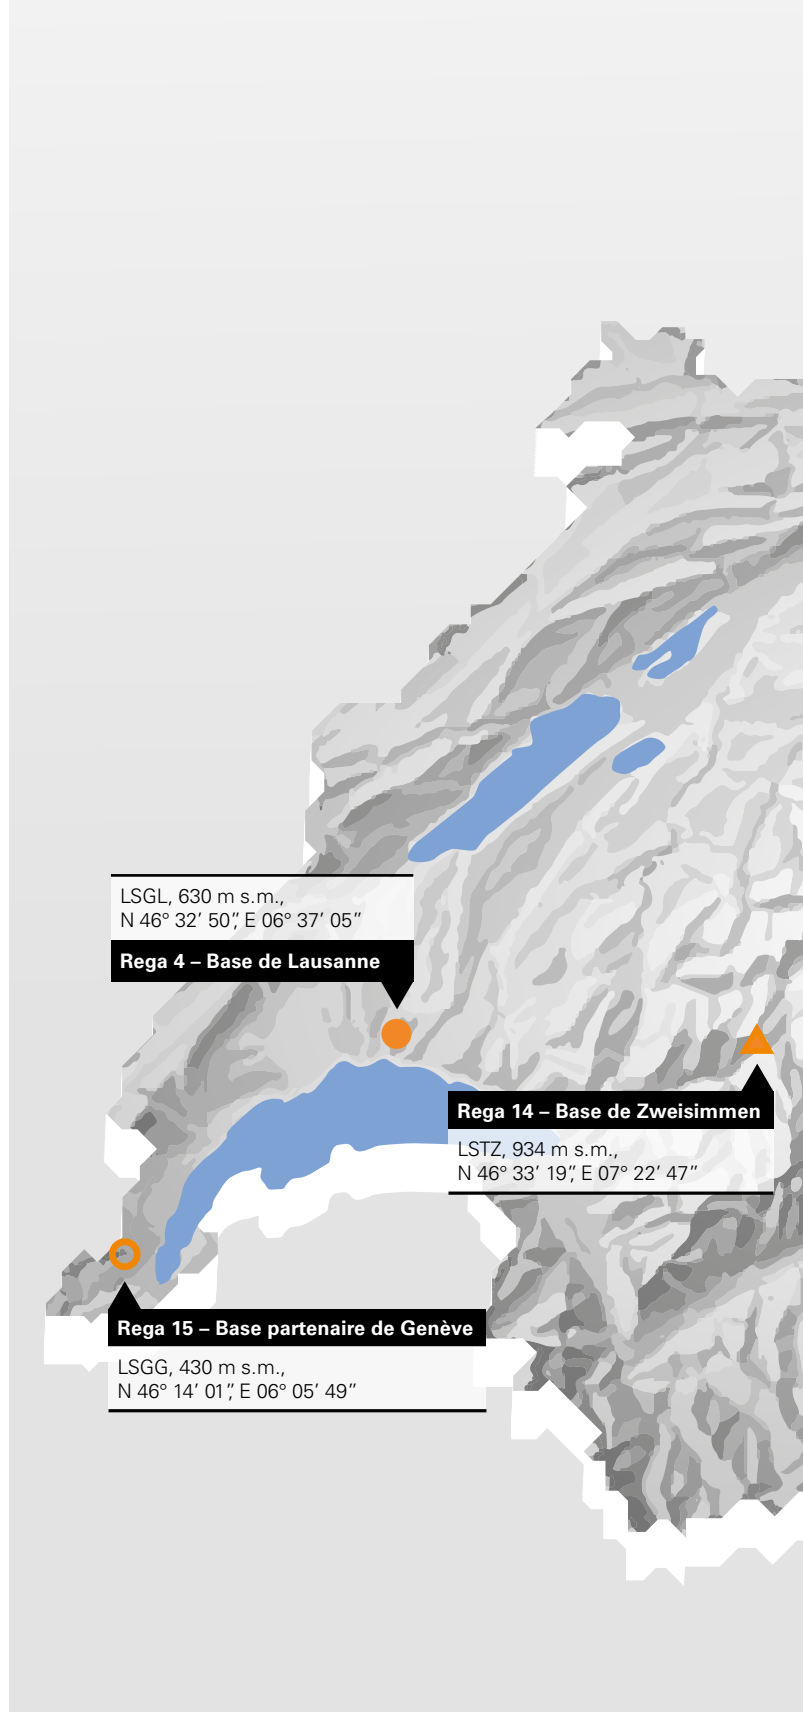 LSGL, 630 m s.m.,
N 46° 32’ 50”, E 06° 37’ 05”
Rega 4 – Base de Lausanne
Rega 14 – Base de Zweisimmen
LSTZ, 934 m s.m.,
N 46° 33’ 19”, E 07° 22’ 47”
Rega 15 – Base partenaire de Genève
LSGG, 430 m s.m.,
N 46° 14’ 01”, E 06° 05’ 49”